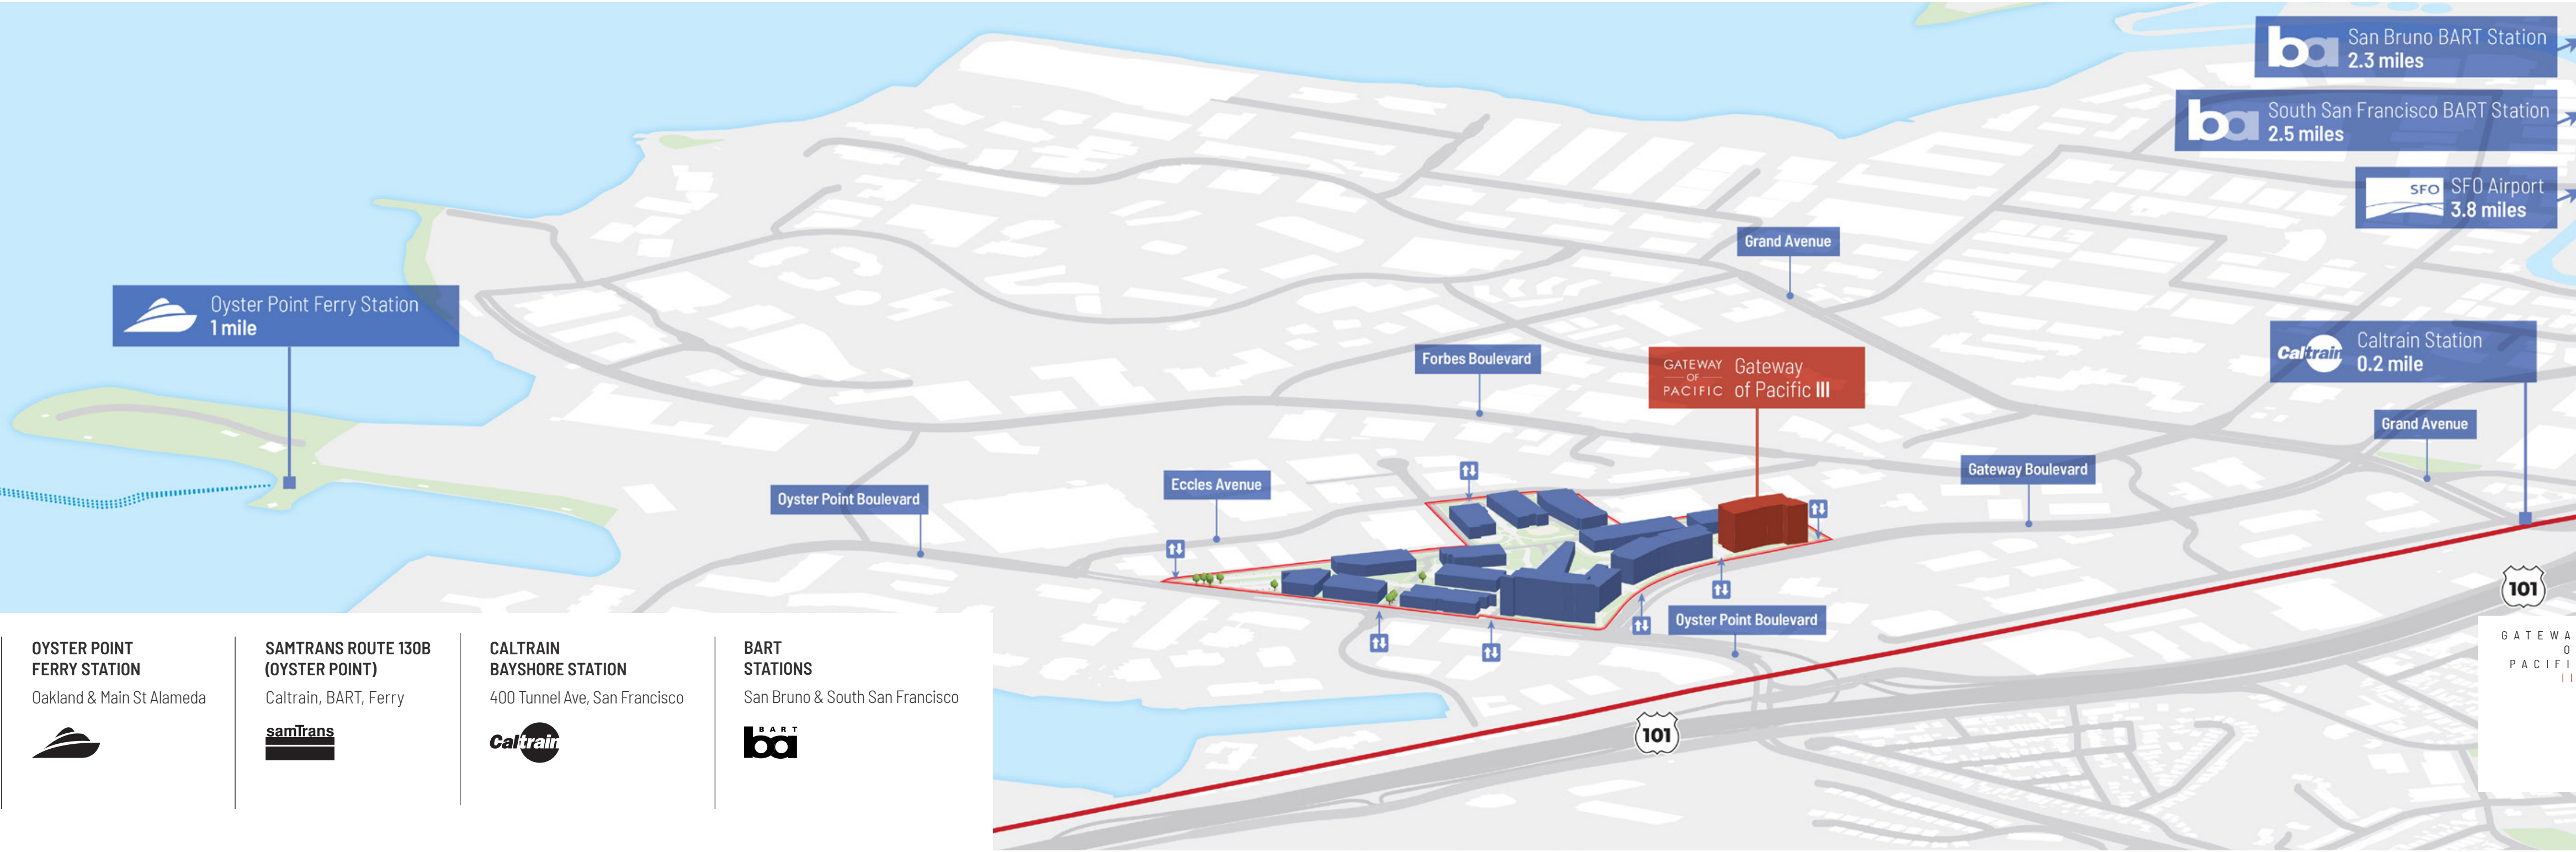 San Bruno BART Station
2.3 miles
South San Francisco BART Station
2.5 miles
SFO
SFO Airport
3.8 miles
Grand Avenue
Oyster Point Ferry Station
1 mile
Forbes Boulevard
GATEWAY
OF
PACIFIC
Gateway
of Pacific III
Caltrain
Caltrain Station
0.2 mile
Grand Avenue
Gateway Boulevard
Eccles Avenue
Oyster Point Boulevard
Oyster Point Boulevard
101
101
OYSTER POINT
FERRY STATION
Oakland & Main St Alameda
SAMTRANS ROUTE 130B
(OYSTER POINT)
Caltrain, BART, Ferry
samTrans
CALTRAIN
BAYSHORE STATION
400 Tunnel Ave, San Francisco
Caltrain
BART
STATIONS
San Bruno & South San Francisco
BART
ba
GATEWA
O
PACIFI
II